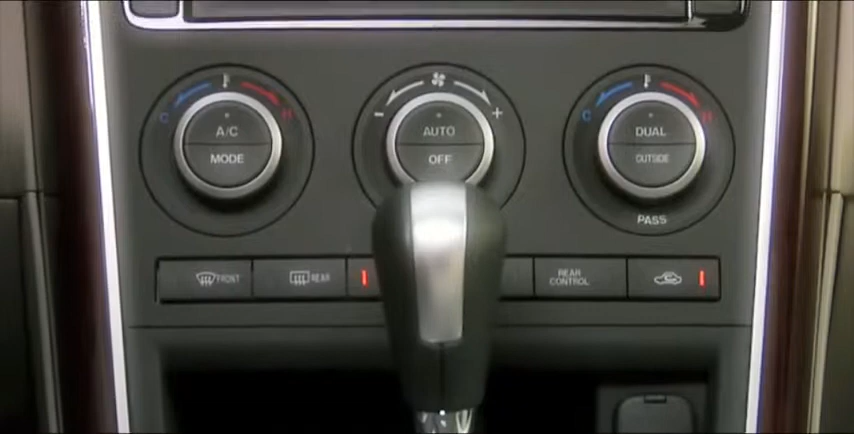 C H
A/C
MODE
- +
AUTO
OFF
C H
DUAL
OUTSIDE
PASS
FRONT
REAR
REAR
CONTROL